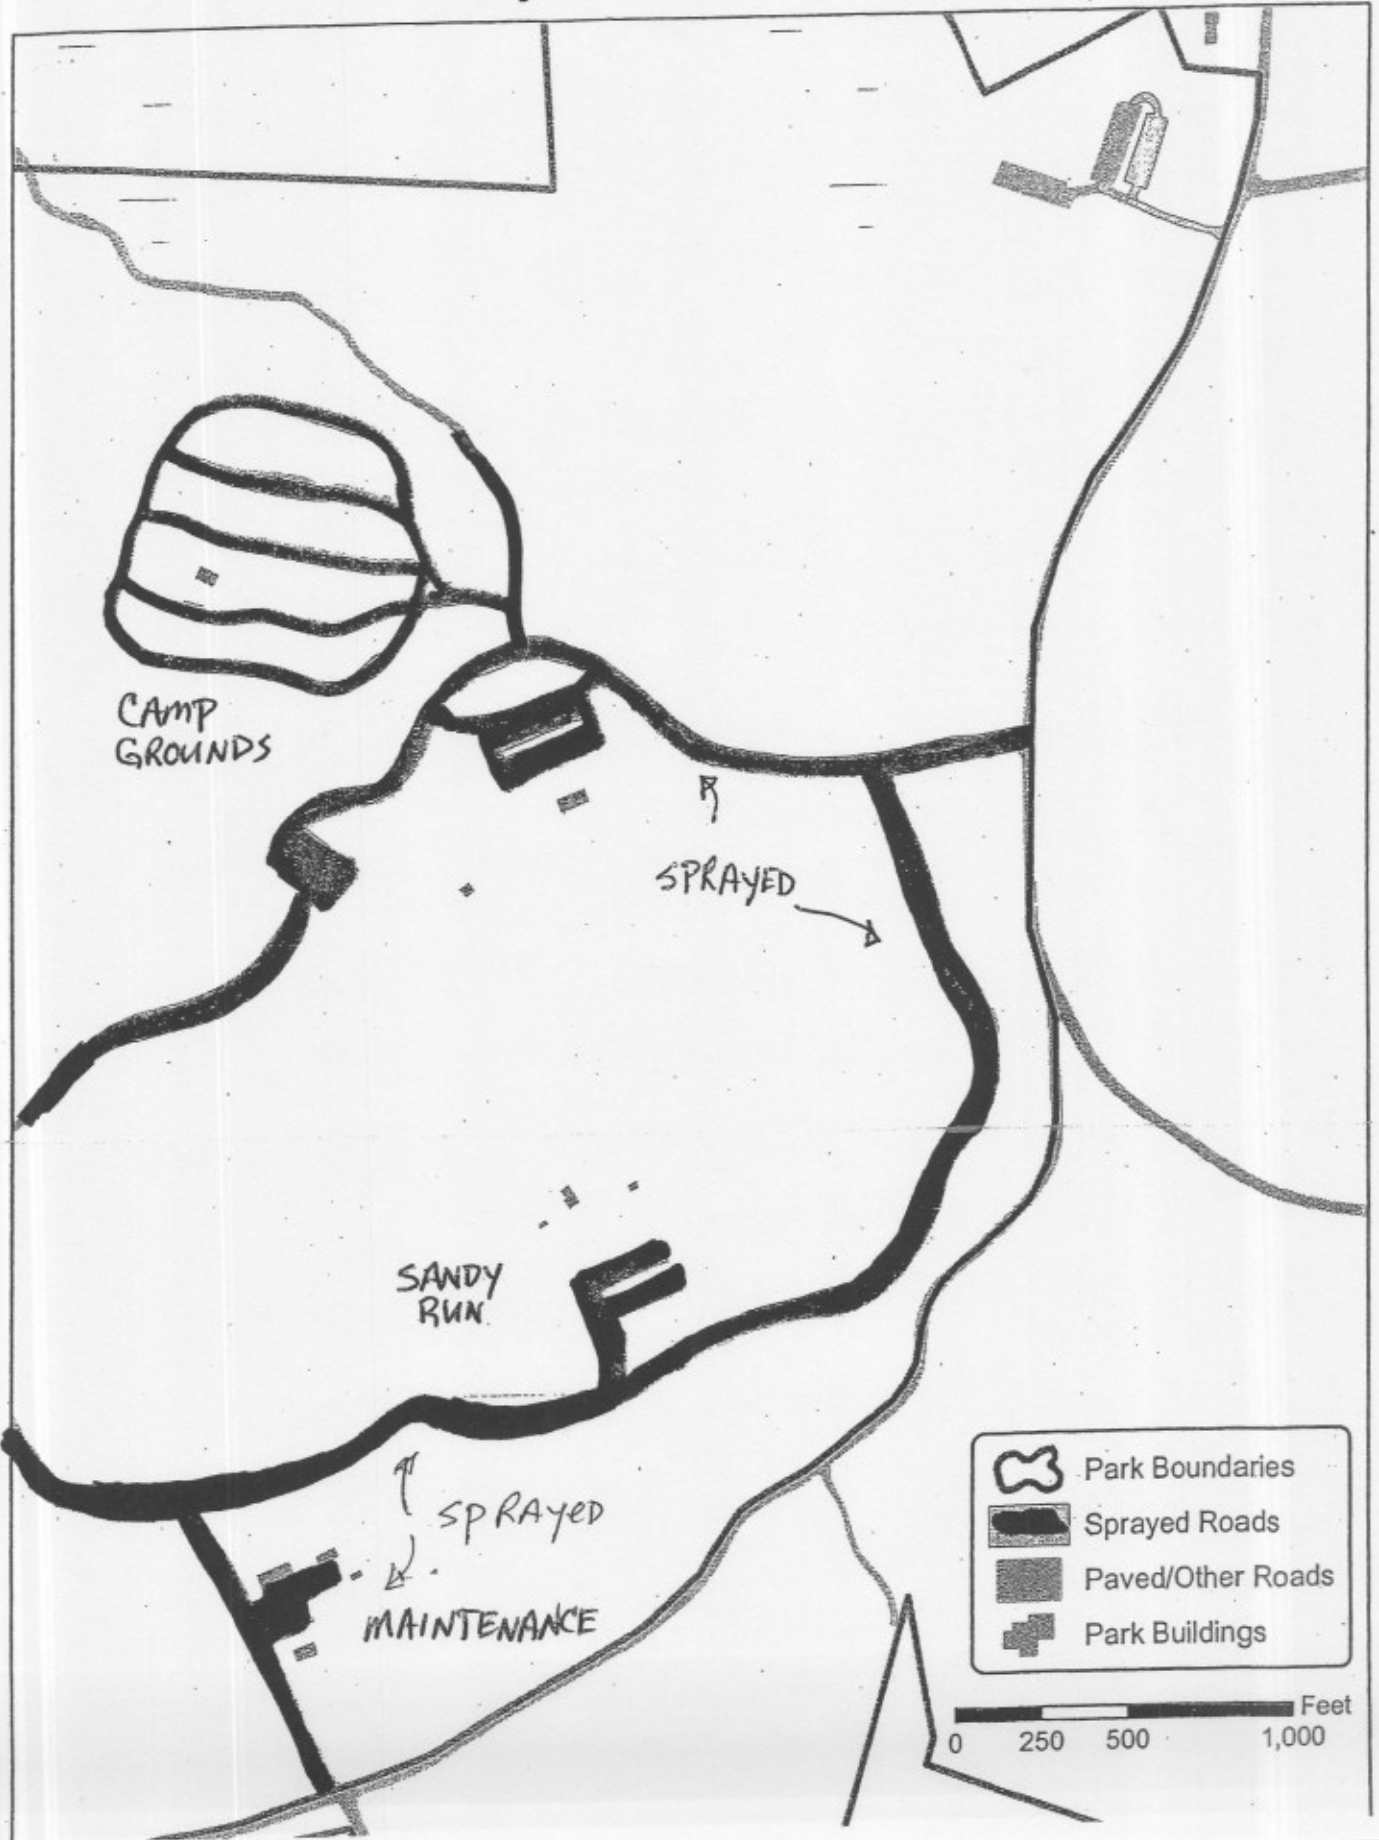 CAMP
GROUNDS
SPRAYED
SANDY
RUN
SPRAYED
MAINTENANCE
Park Boundaries
Sprayed Roads
Paved/Other Roads
Park Buildings
Feet
0 250 500 1,000